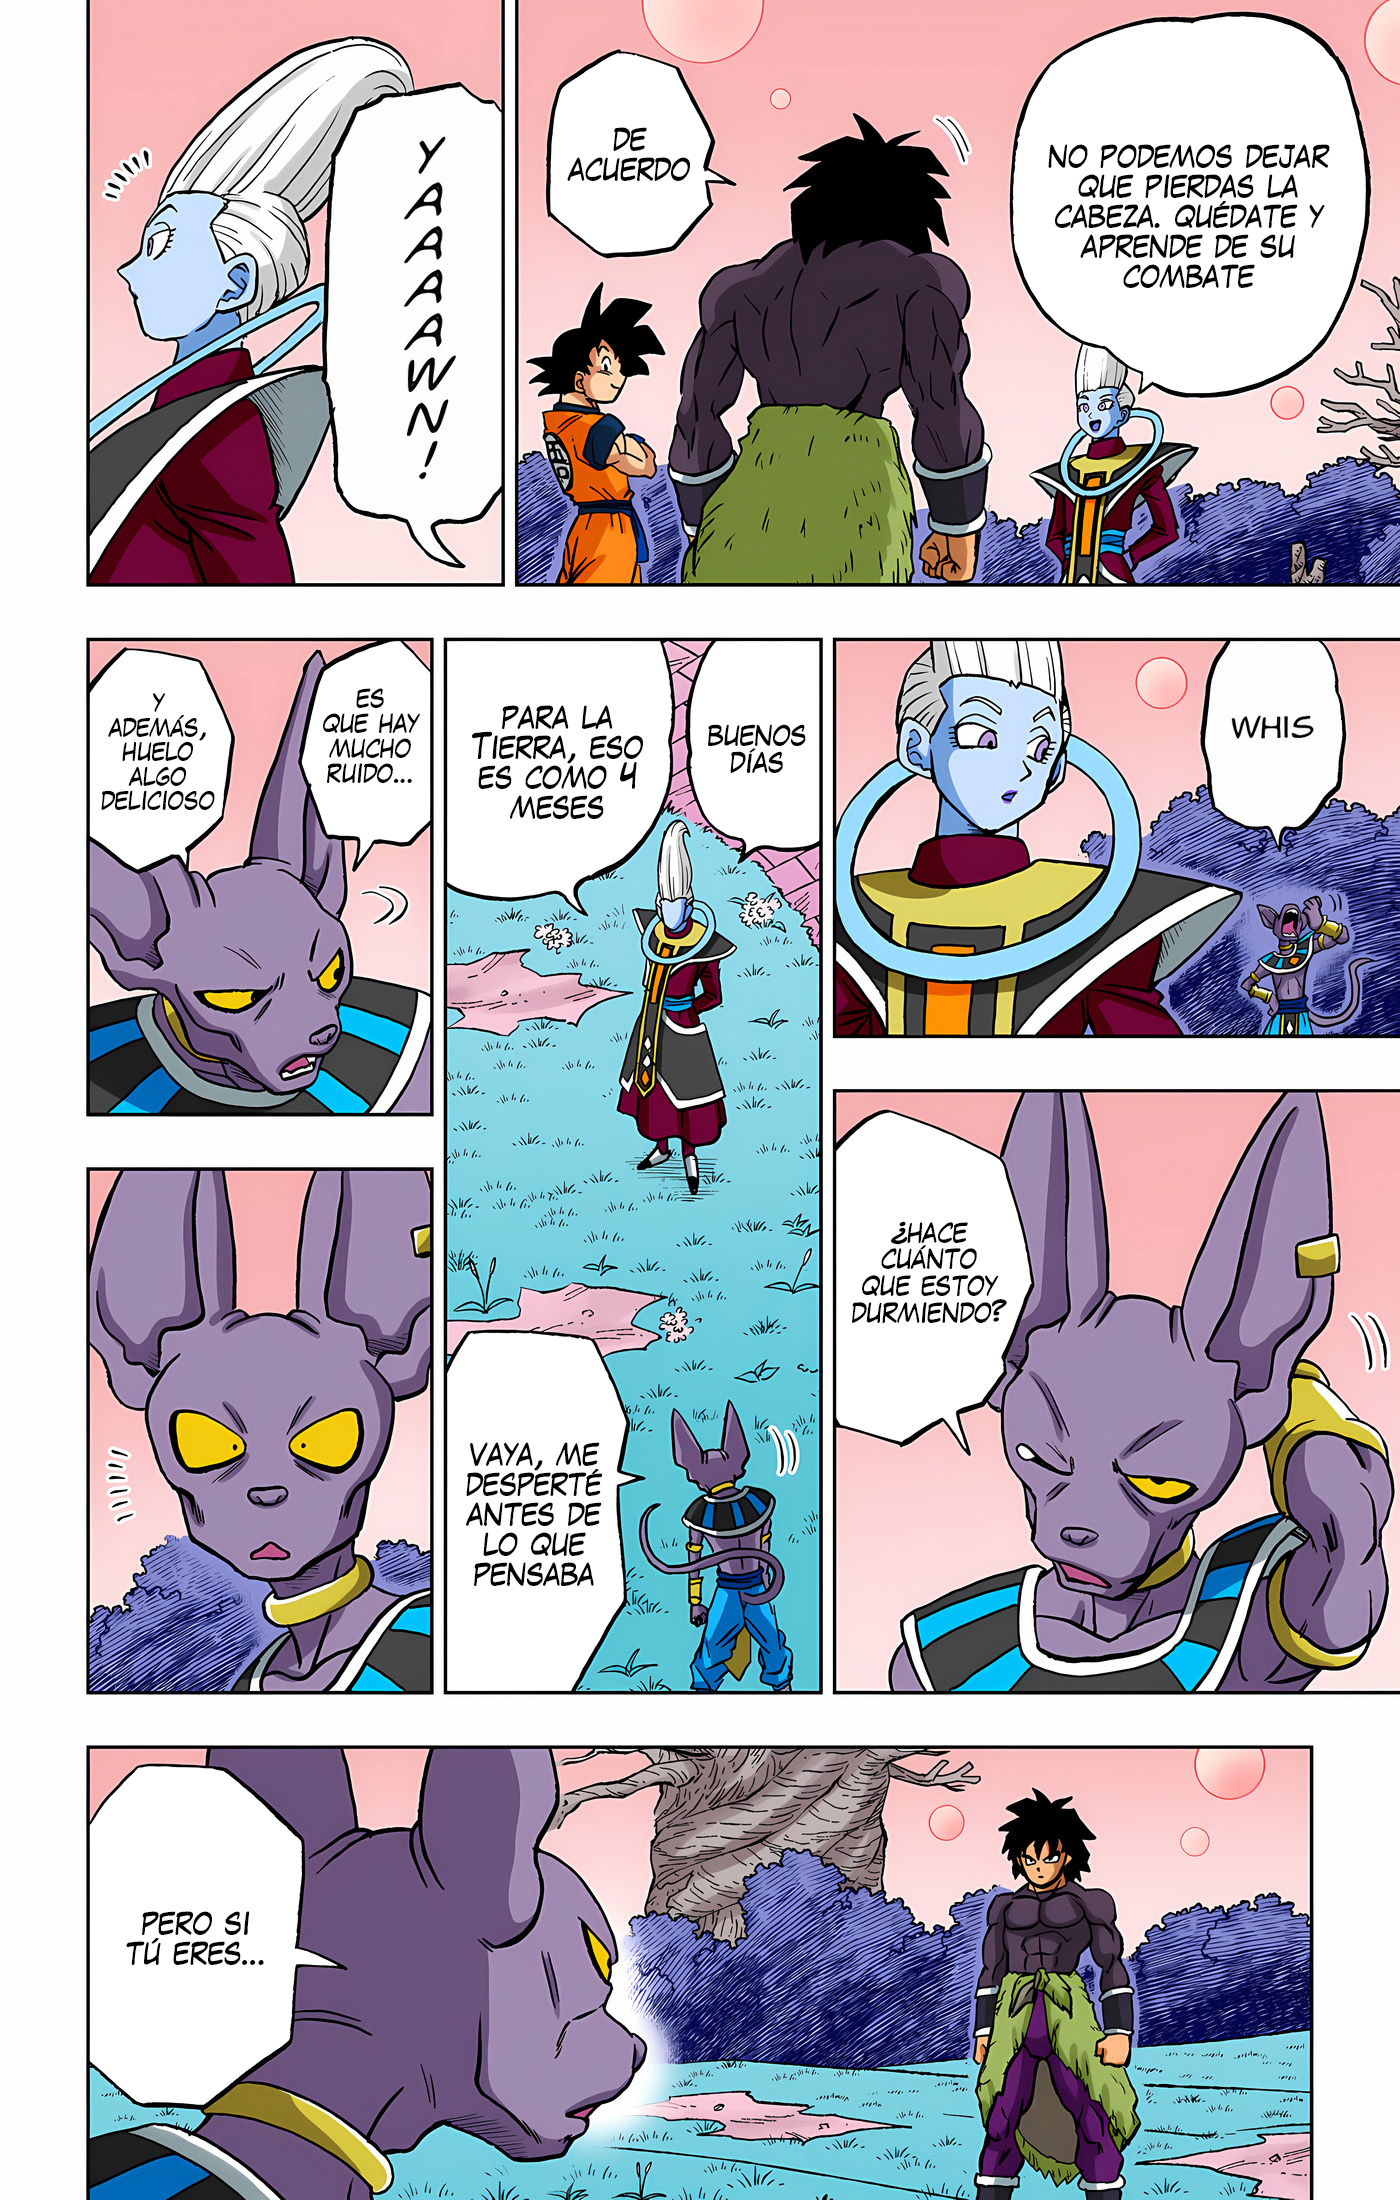 NO PODEMOS DEJAR
QUE PIERDAS LA
CABEZA. QUÉDATE Y
APRENDE DE SU
COMBATE
DE
ACUERDO
YAAAAWN!
WHIS
¿HACE
CUÁNTO
QUE ESTOY
DURMIENDO?
BUENOS
DÍAS
PARA LA
TIERRA, ESO
ES COMO 4
MESES
VAYA, ME
DESPERTÉ
ANTES DE
LO QUE
PENSABA
ES
QUE HAY
MUCHO
RUIDO...
Y
ADEMÁS,
HUELO
ALGO
DELICIOSO
PERO SI
TÚ ERES...